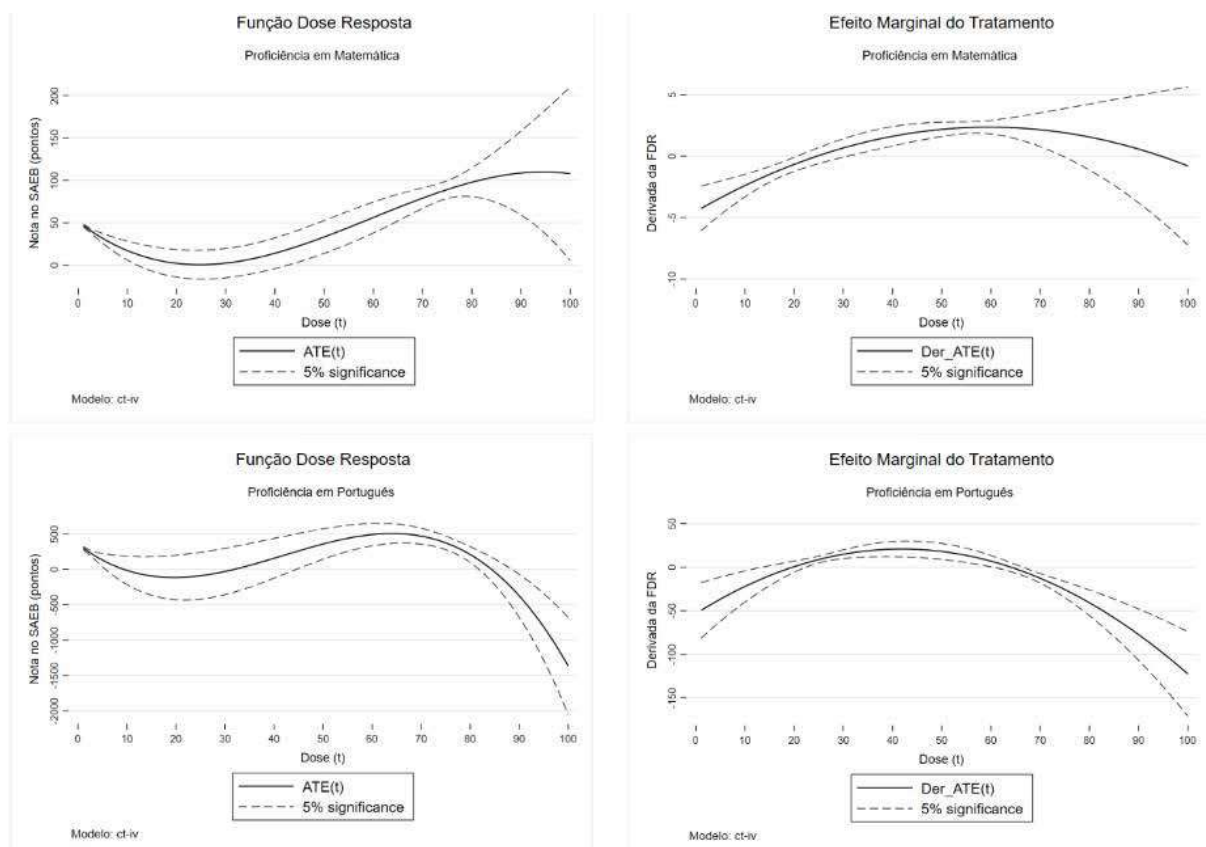 Função Dose Resposta
Proficiência em Matemática
Nota no SAEB (pontos)
200
150
100
50
0
0 10 20 30 40 50 60 70 80 90 100
Dose (t)
ATE(t)
5% significance
Modelo: ct-iv
Efeito Marginal do Tratamento
Proficiência em Matemática
Derivada da FDR
5
0
-5
-10
0 10 20 30 40 50 60 70 80 90 100
Dose (t)
Der_ATE(t)
5% significance
Modelo: ct-iv
Função Dose Resposta
Proficiência em Português
Nota no SAEB (pontos)
500
0
-500
-1000
-1500
-2000
0 10 20 30 40 50 60 70 80 90 100
Dose (t)
ATE(t)
5% significance
Modelo: ct-iv
Efeito Marginal do Tratamento
Proficiência em Português
Derivada da FDR
50
0
-50
-100
-150
0 10 20 30 40 50 60 70 80 90 100
Dose (t)
Der_ATE(t)
5% significance
Modelo: ct-iv